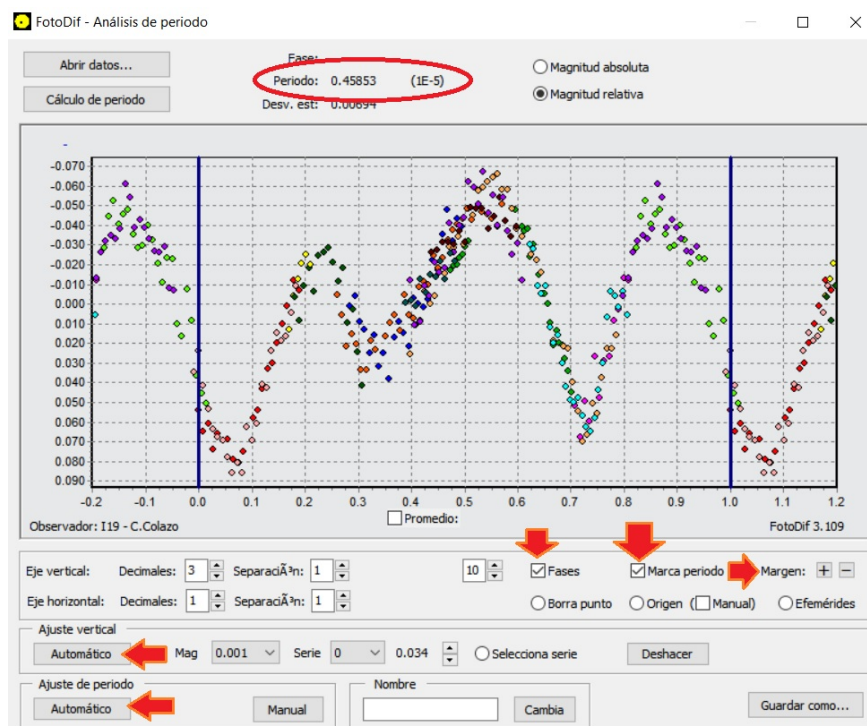 FotoDif - Análisis de periodo
Abrir datos...
Cálculo de periodo
Fase:
Periodo: 0.45853 (1E-5)
Desv. est: 0.00694
Magnitud absoluta
Magnitud relativa
-
-0.070
-0.060
-0.050
-0.040
-0.030
-0.020
-0.010
0.000
0.010
0.020
0.030
0.040
0.050
0.060
0.070
0.080
0.090
-0.2 -0.1 0.0 0.1 0.2 0.3 0.4 0.5 0.6 0.7 0.8 0.9 1.0 1.1 1.2
Observador: I19 - C.Colazo Promedio: FotoDif 3.109
Eje vertical: Decimales: 3 SeparaciÃ³n: 1 10 Fases Marca periodo Margen: + -
Eje horizontal: Decimales: 1 SeparaciÃ³n: 1 Borra punto Origen ( Manual) Efemérides
Ajuste vertical
Automático Mag 0.001 Serie 0 0.034 Selecciona serie Deshacer
Ajuste de periodo Nombre
Automático Manual Cambia Guardar como...